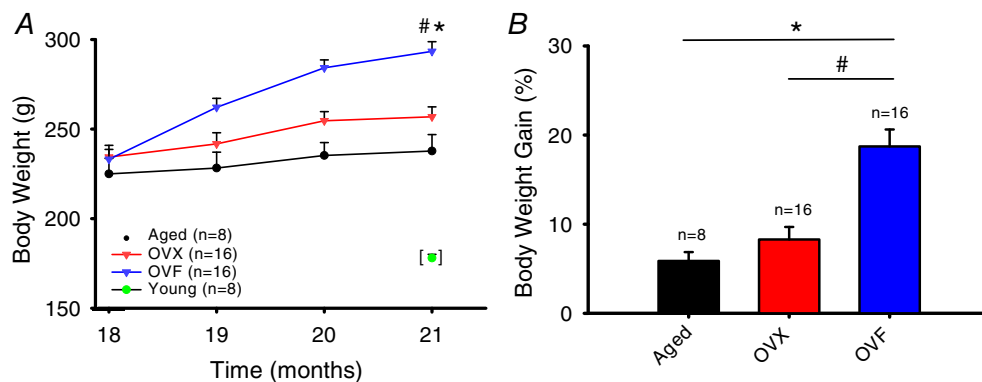 A
# *
300
250
200
150
Body Weight (g)
Aged (n=8)
OVX (n=16)
OVF (n=16)
Young (n=8)
[ ]
18 19 20 21
Time (months)
B
*
#
30
20
10
0
Body Weight Gain (%)
n=8
n=16
n=16
Aged OVX OVF